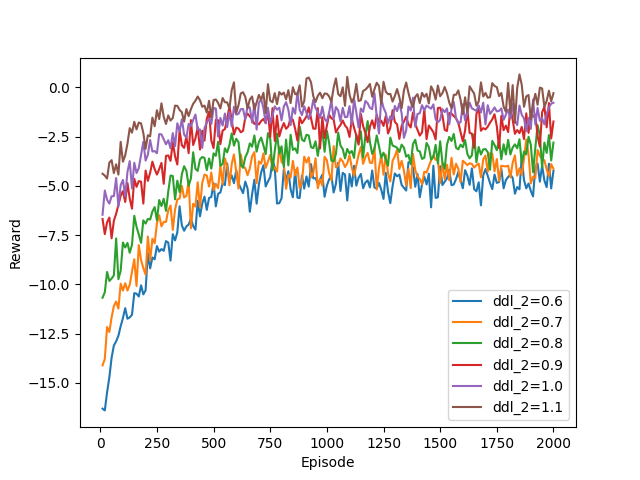 0.0
−2.5
−5.0
−7.5
−10.0
−12.5
−15.0
Reward
0 250 500 750 1000 1250 1500 1750 2000
Episode
ddl_2=0.6
ddl_2=0.7
ddl_2=0.8
ddl_2=0.9
ddl_2=1.0
ddl_2=1.1